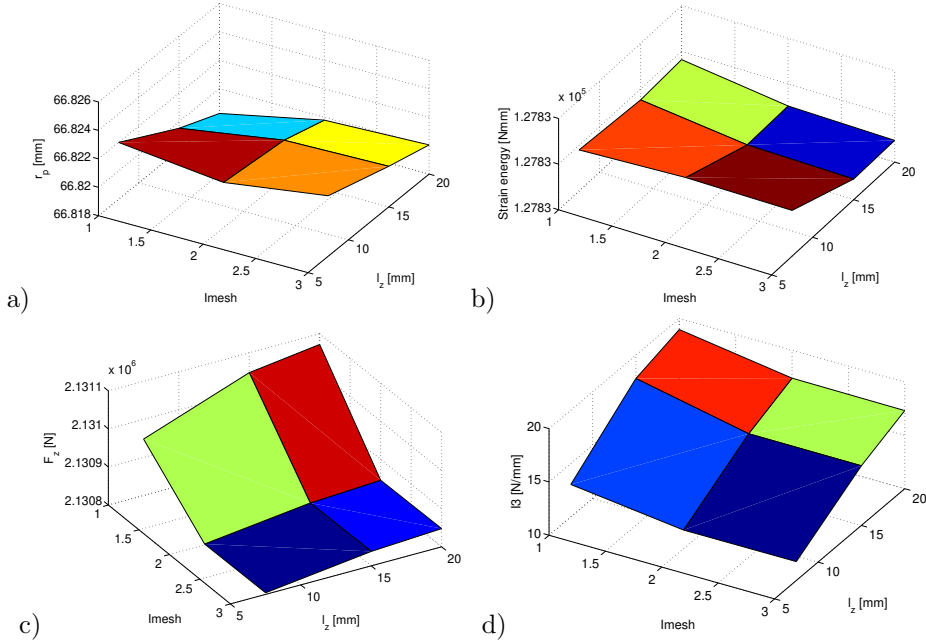 66.826
66.824
66.822
66.82
66.818
r_p [mm]
1
1.5
2
2.5
3
Imesh
5
10
15
20
l_z [mm]
a)
x 10^5
1.2783
1.2783
1.2783
Strain energy [Nmm]
1
1.5
2
2.5
3
Imesh
5
10
15
20
l_z [mm]
b)
x 10^6
2.1311
2.131
2.1309
2.1308
F_z [N]
1
1.5
2
2.5
3
Imesh
5
10
15
20
l_z [mm]
c)
20
15
10
I3 [N/mm]
1
1.5
2
2.5
3
Imesh
5
10
15
20
l_z [mm]
d)